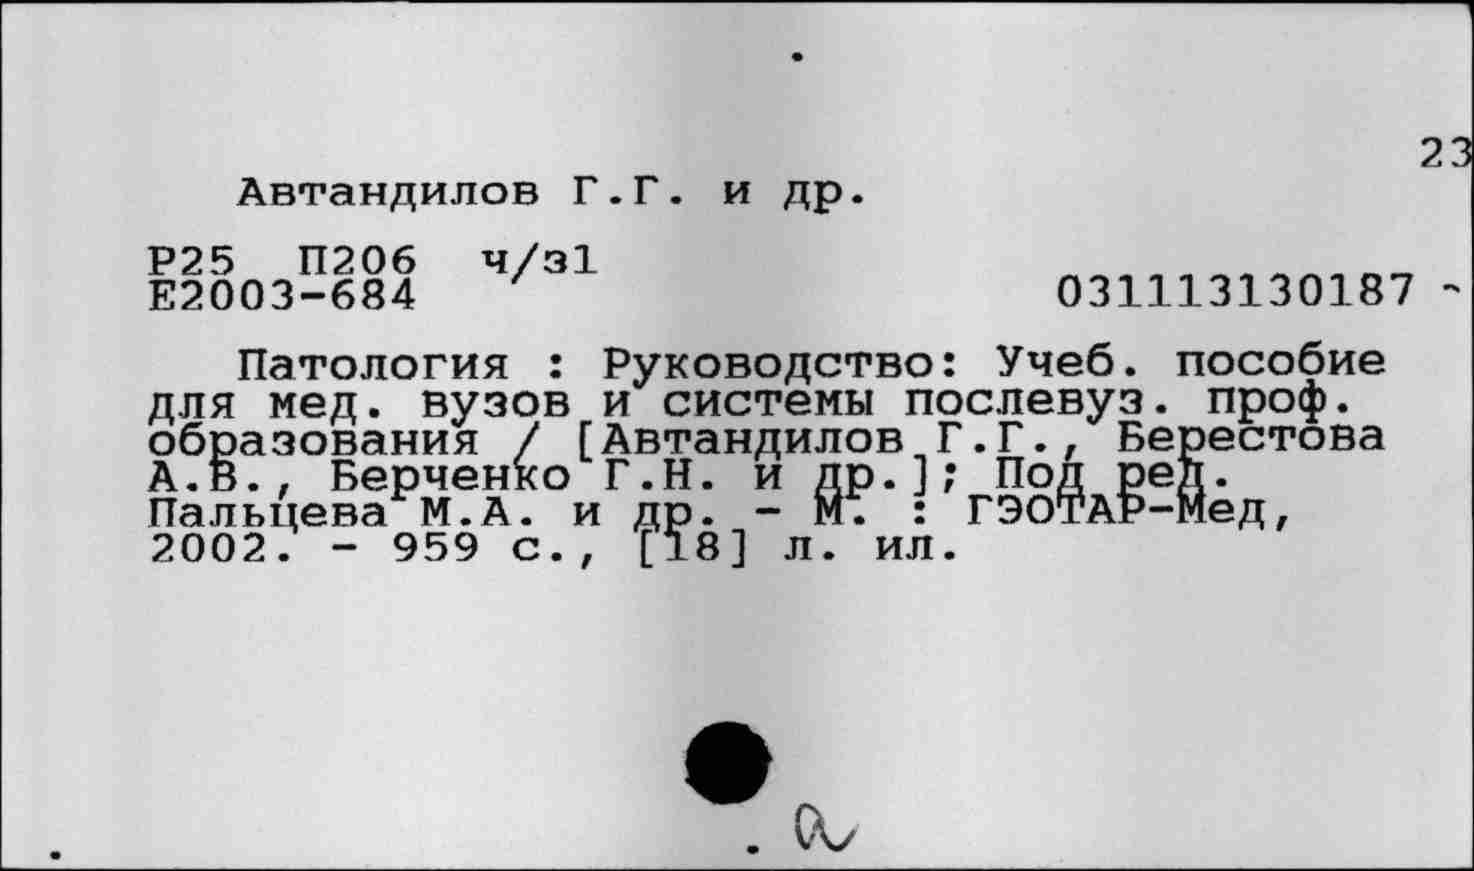 23
Автандилов Г.Г. и др.
Р25 П206 ч/з1
Е2003-684 031113130187 -
Патология : Руководство: Учеб. пособие
для мед. вузов и системы послевуз. проф.
образования / [Автандилов Г.Г., Берестова
А.В., Берченко Г.Н. и др.]; Под ред.
Пальцева М.А. и др. - М. : ГЭОТАР-Мед,
2002. - 959 с., [18] л. ил.